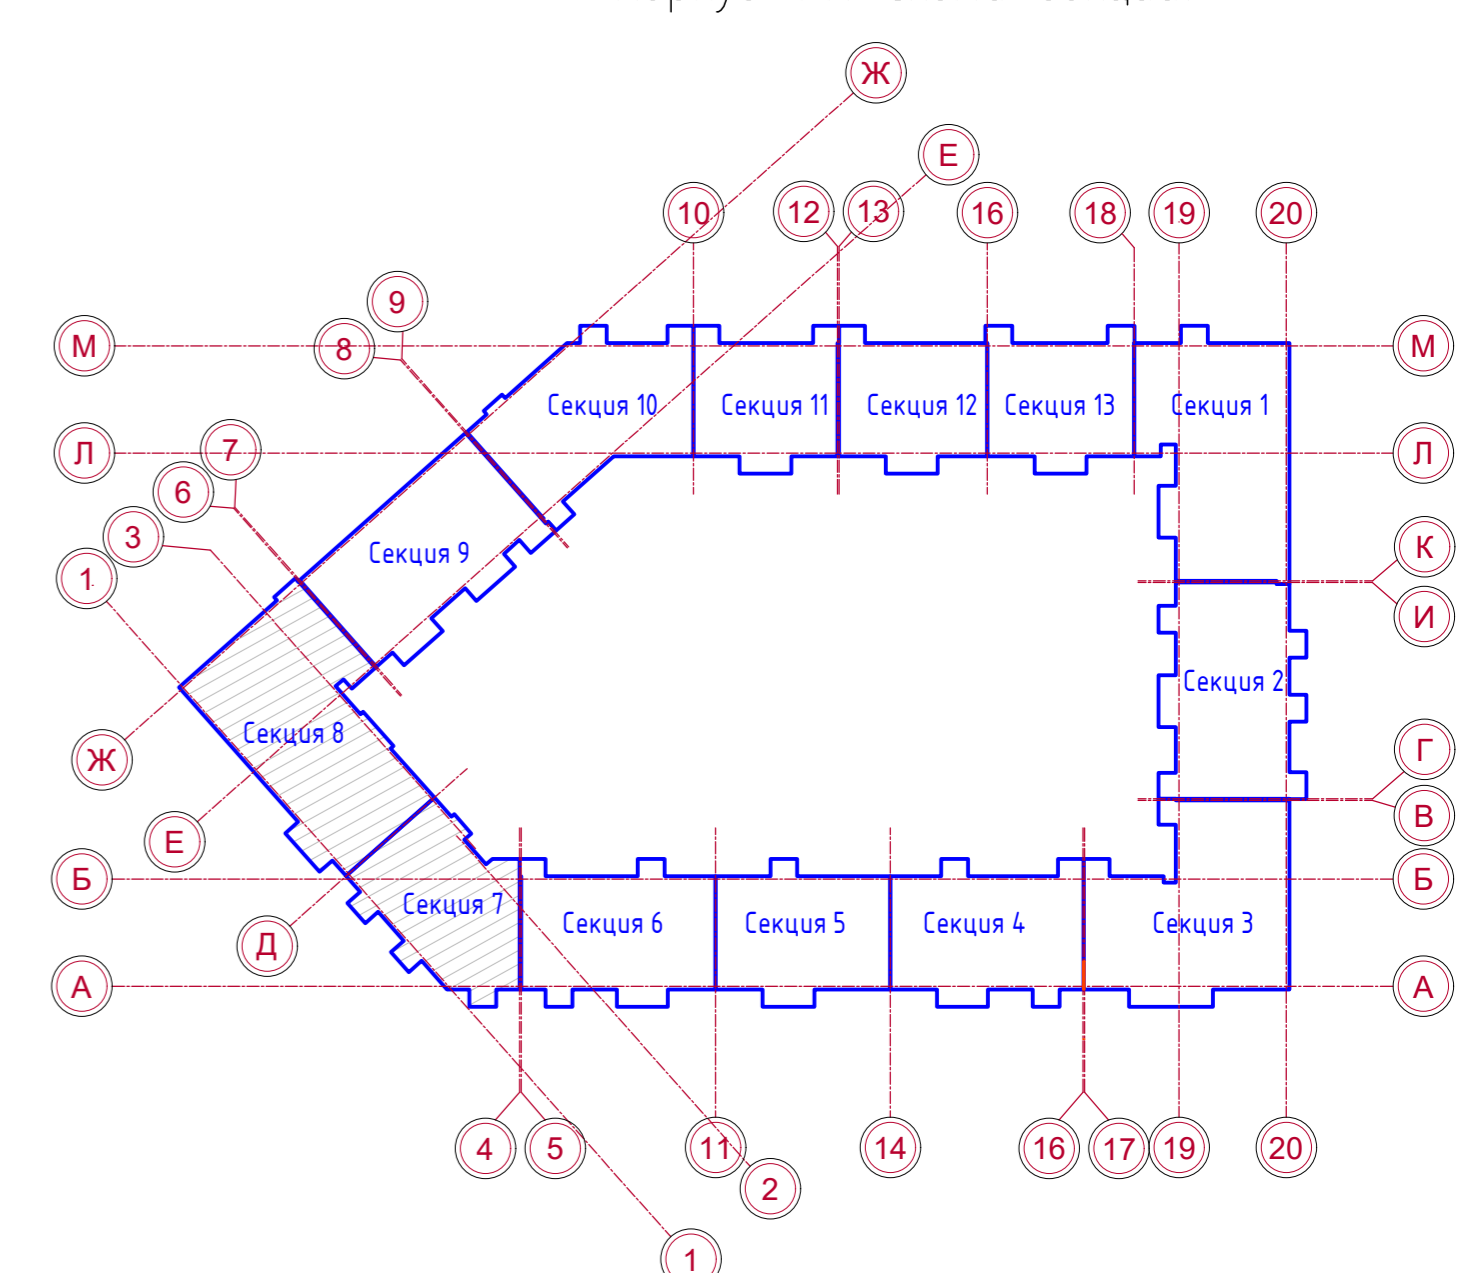 Ж
Е
10
12
13
16
18
19
20
9
8
М
М
Секция 10
Секция 11
Секция 12
Секция 13
Секция 1
Л
Л
7
6
3
1
Секция 9
К
И
Секция 2
Секция 8
Ж
Г
В
Е
Б
Б
Секция 7
Секция 6
Секция 5
Секция 4
Секция 3
Д
А
А
4
5
11
14
16
17
19
20
2
1